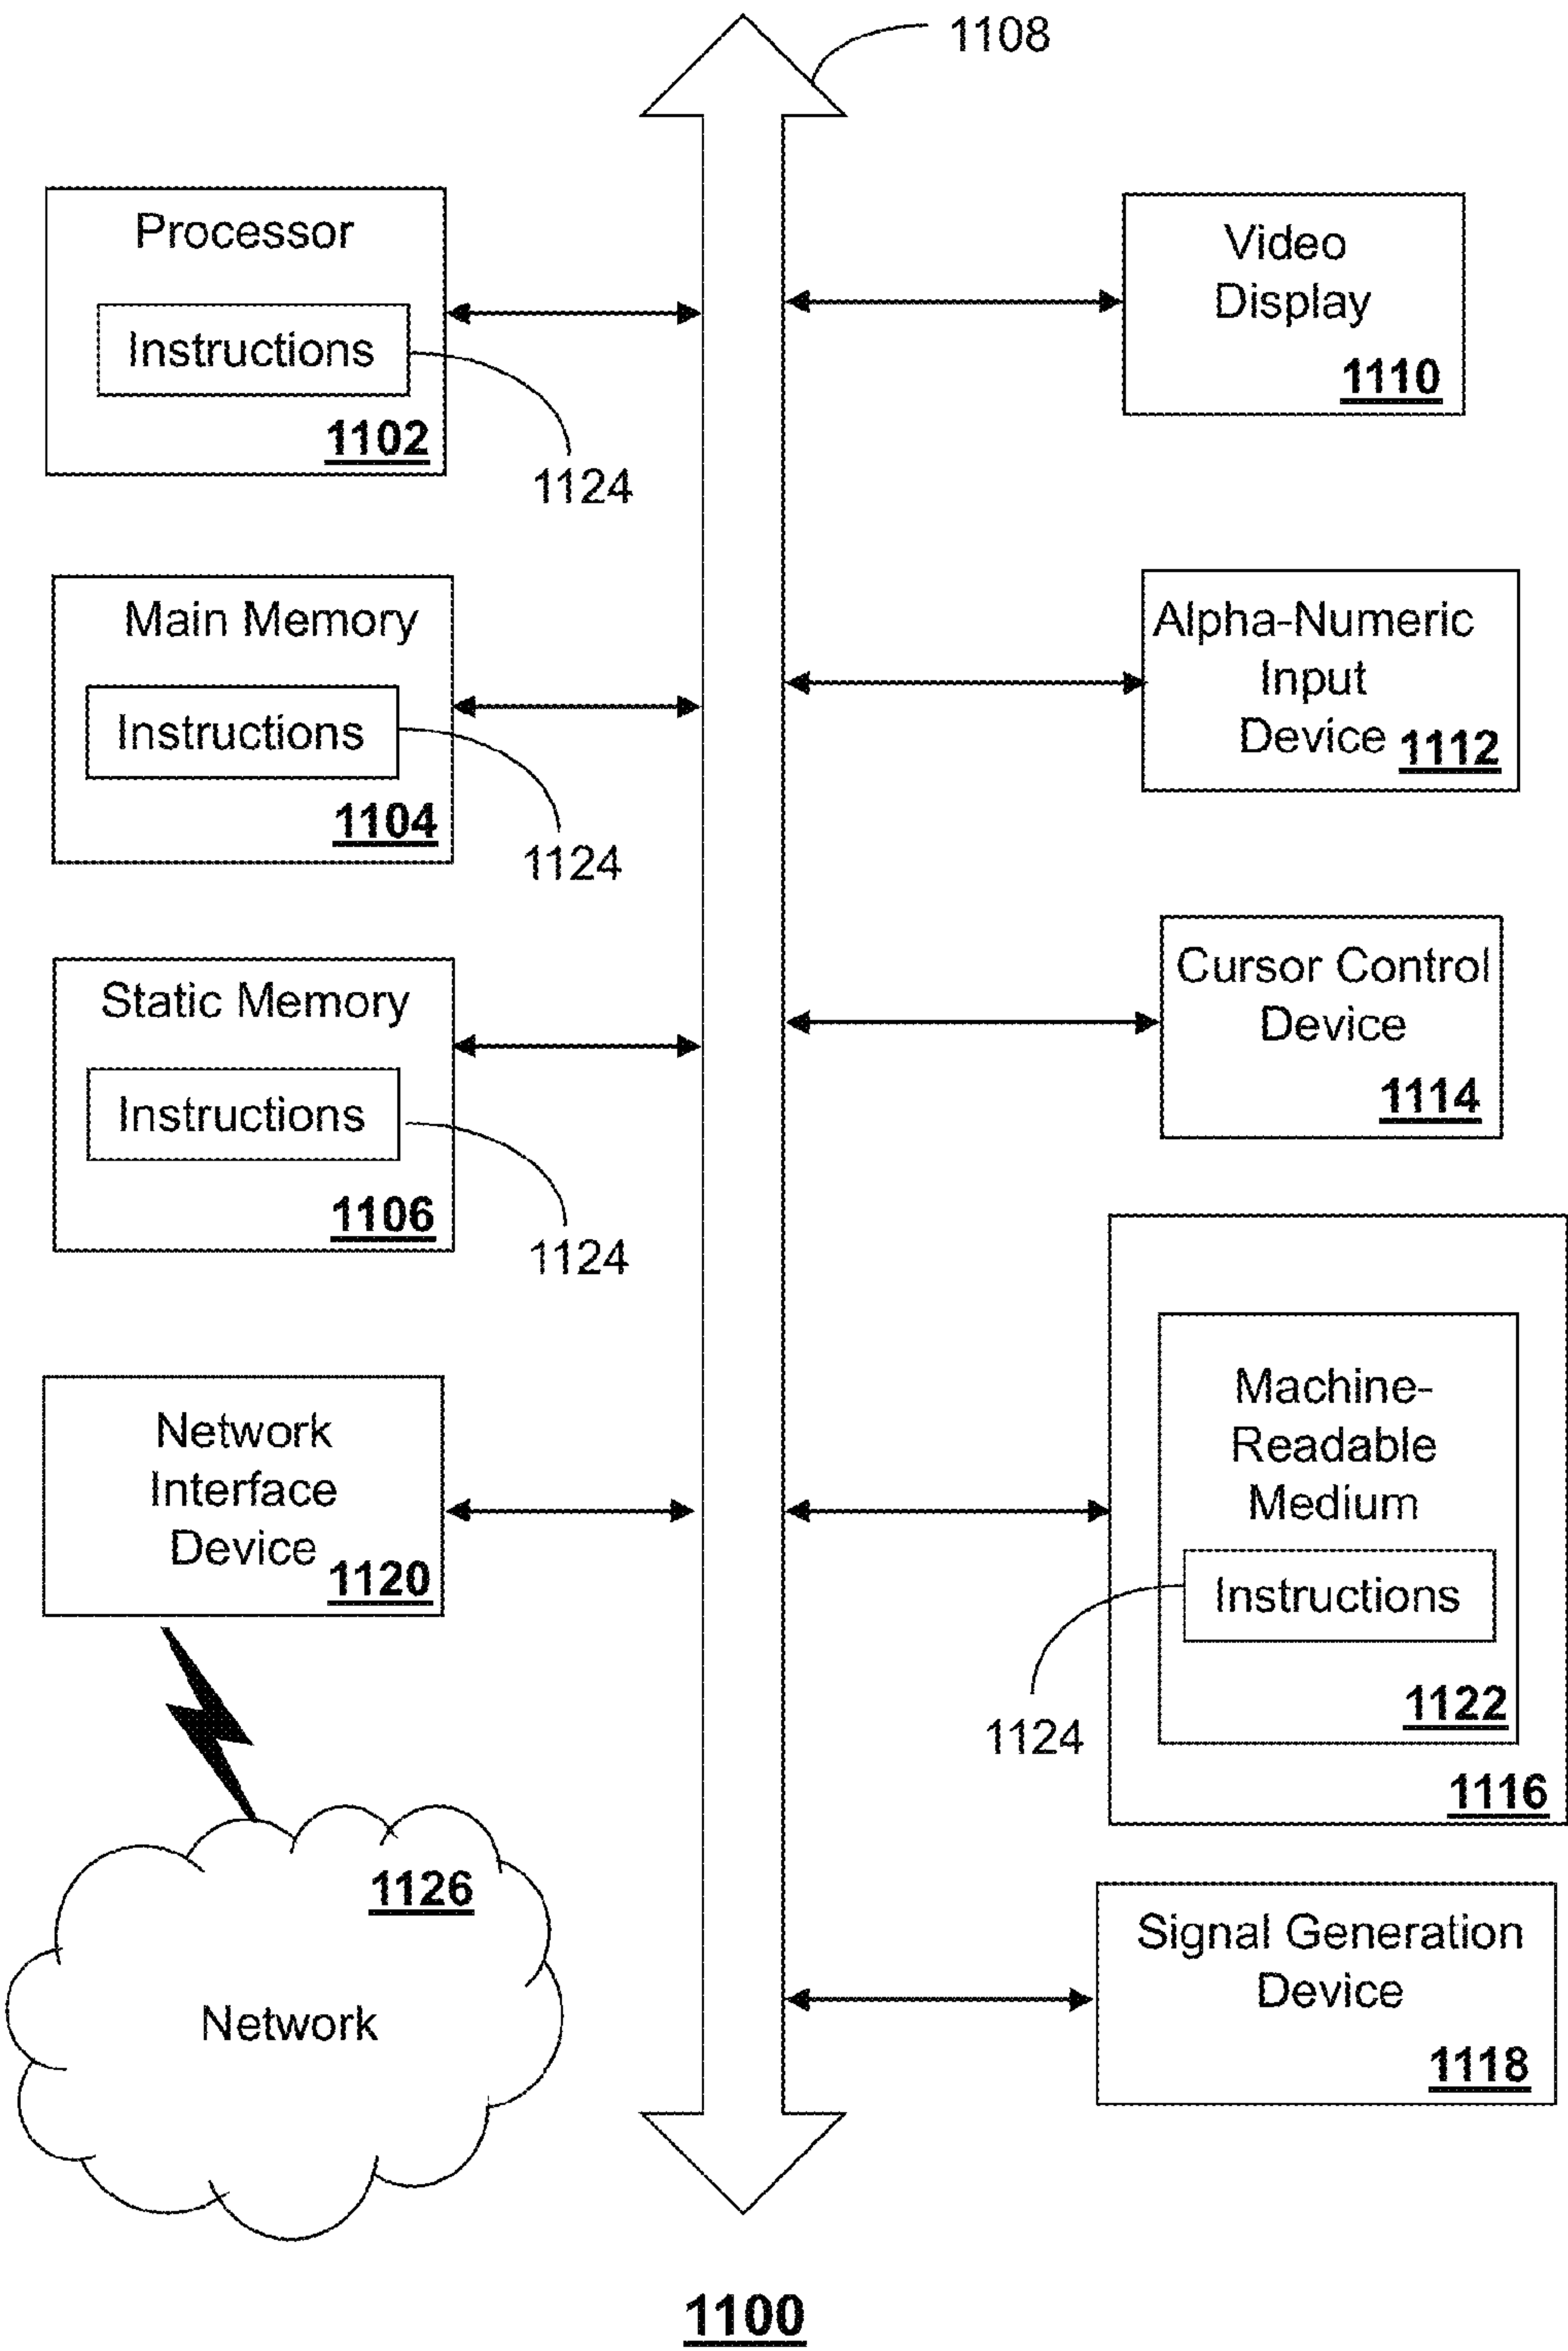 1108
Processor
Instructions
1102
1124
Main Memory
Instructions
1104
1124
Static Memory
Instructions
1106
1124
Network
Interface
Device
1120
1126
Network
Video
Display
1110
Alpha-Numeric
Input
Device 1112
Cursor Control
Device
1114
Machine-
Readable
Medium
Instructions
1124
1122
1116
Signal Generation
Device
1118
1100